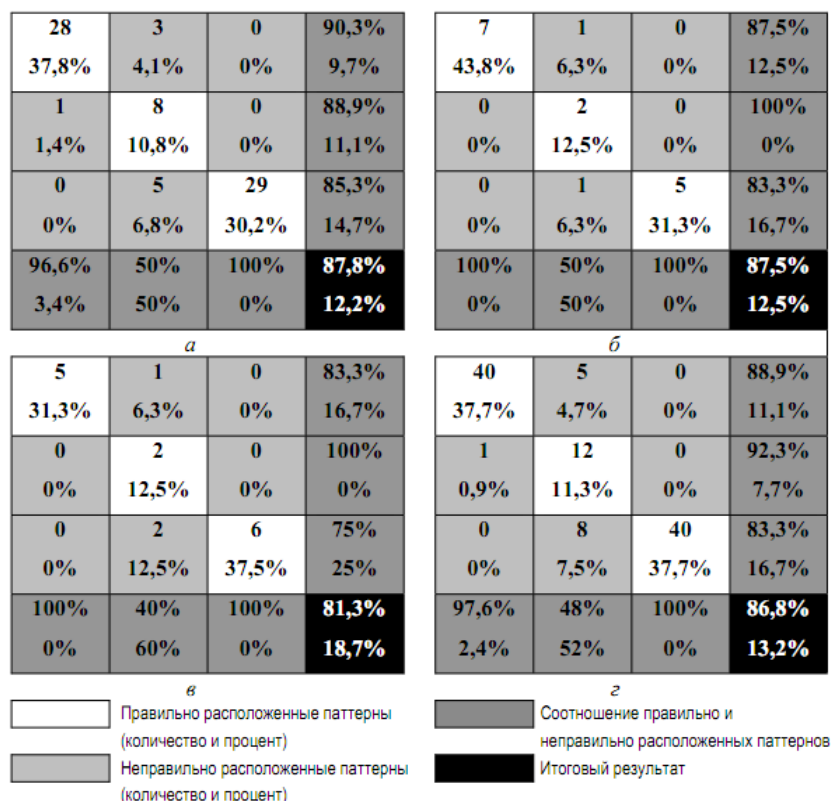 28 3 0 90,3%
37,8% 4,1% 0% 9,7%
1 8 0 88,9%
1,4% 10,8% 0% 11,1%
0 5 29 85,3%
0% 6,8% 30,2% 14,7%
96,6% 50% 100% 87,8%
3,4% 50% 0% 12,2%
а
7 1 0 87,5%
43,8% 6,3% 0% 12,5%
0 2 0 100%
0% 12,5% 0% 0%
0 1 5 83,3%
0% 6,3% 31,3% 16,7%
100% 50% 100% 87,5%
0% 50% 0% 12,5%
б
5 1 0 83,3%
31,3% 6,3% 0% 16,7%
0 2 0 100%
0% 12,5% 0% 0%
0 2 6 75%
0% 12,5% 37,5% 25%
100% 40% 100% 81,3%
0% 60% 0% 18,7%
в
40 5 0 88,9%
37,7% 4,7% 0% 11,1%
1 12 0 92,3%
0,9% 11,3% 0% 7,7%
0 8 40 83,3%
0% 7,5% 37,7% 16,7%
97,6% 48% 100% 86,8%
2,4% 52% 0% 13,2%
г
Правильно расположенные паттерны
(количество и процент)
Неправильно расположенные паттерны
(количество и процент)
Соотношение правильно и
неправильно расположенных паттернов
Итоговый результат